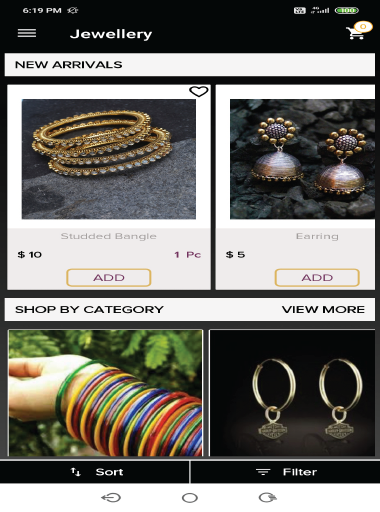 6:19 PM
4G 100
Jewellery 0
NEW ARRIVALS
Studded Bangle
$ 10 1 Pc
ADD
Earring
$ 5
ADD
SHOP BY CATEGORY VIEW MORE
Sort Filter